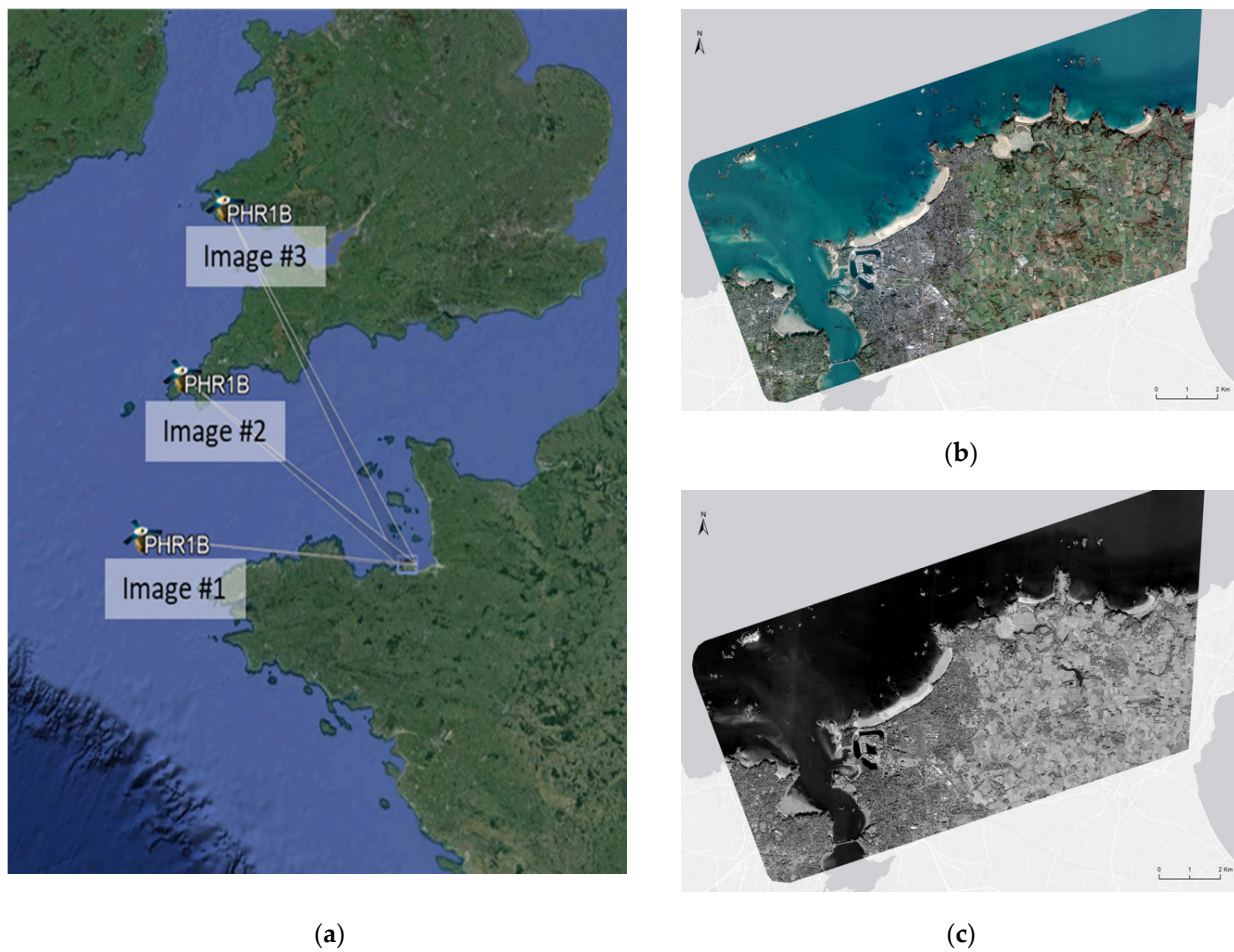 PHR1B
Image #3
PHR1B
Image #2
PHR1B
Image #1
(a)
N
0 1 2 Km
(b)
N
0 1 2 Km
(c)